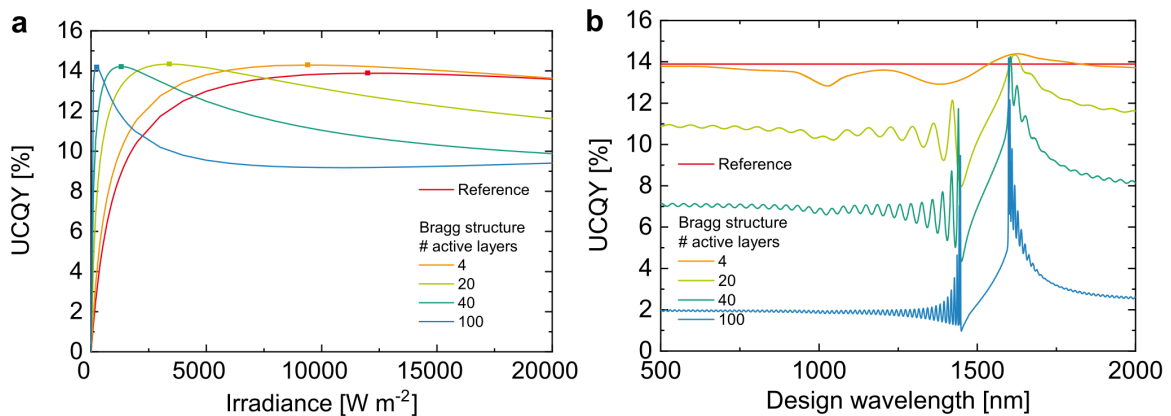 a
16
14
12
10
8
6
4
2
0
UCQY [%]
0
5000
10000
15000
20000
Irradiance [W m⁻²]
Reference
Bragg structure
# active layers
4
20
40
100
b
16
14
12
10
8
6
4
2
0
UCQY [%]
500
1000
1500
2000
Design wavelength [nm]
Reference
Bragg structure
# active layers
4
20
40
100